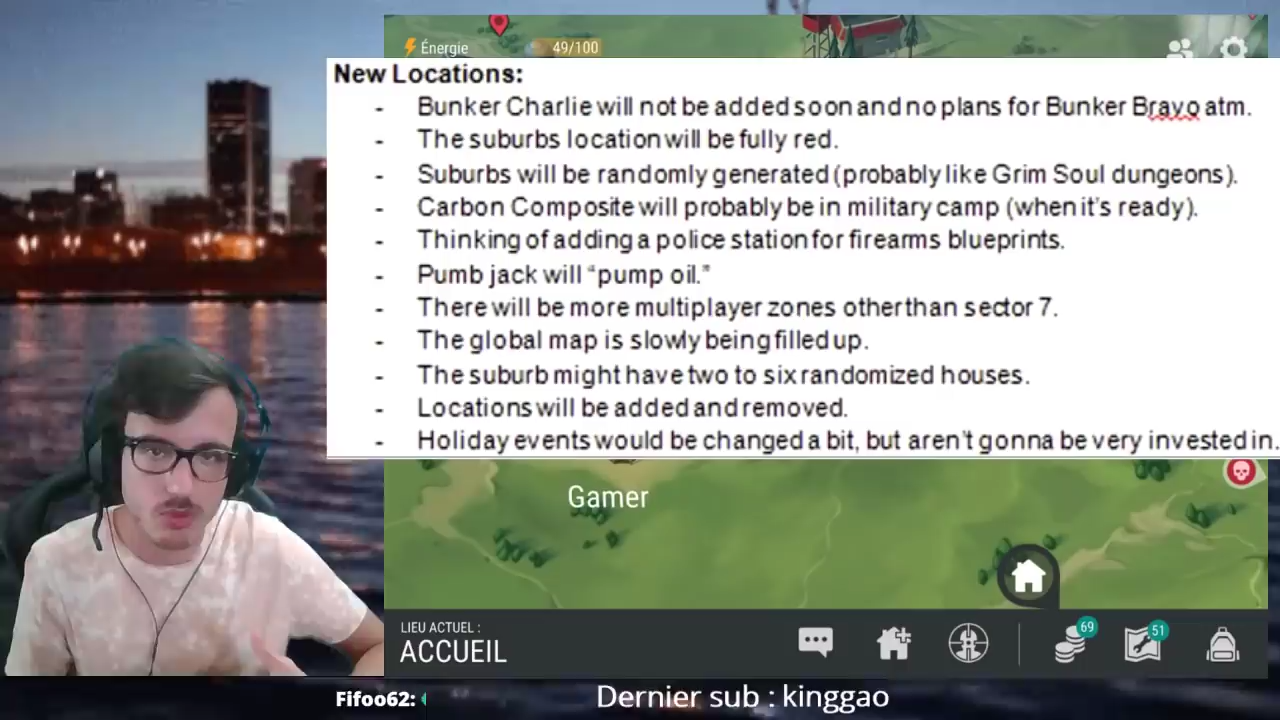 Énergie
49/100
New Locations:
- Bunker Charlie will not be added soon and no plans for Bunker Bravo atm.
- The suburbs location will be fully red.
- Suburbs will be randomly generated (probably like Grim Soul dungeons).
- Carbon Composite will probably be in military camp (when it's ready).
- Thinking of adding a police station for firearms blueprints.
- Pumb jack will “pump oil.”
- There will be more multiplayer zones other than sector 7.
- The global map is slowly being filled up.
- The suburb might have two to six randomized houses.
- Locations will be added and removed.
- Holiday events would be changed a bit, but aren't gonna be very invested in.
Gamer
LIEU ACTUEL :
ACCUEIL
69
51
Fifoo62:
Dernier sub : kinggao